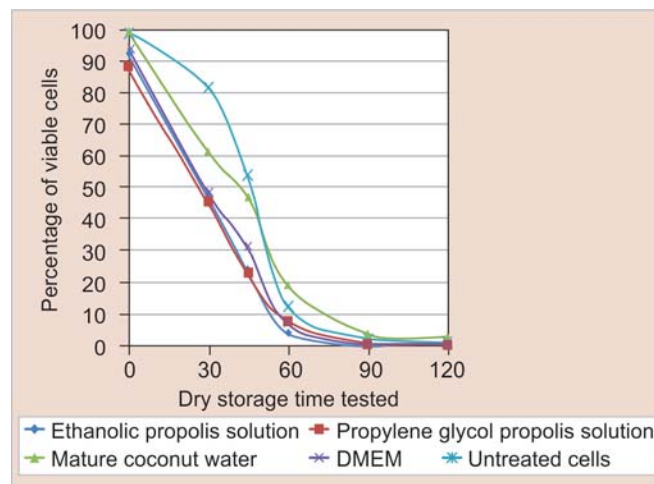 100
90
80
70
60
50
40
30
20
10
0
Percentage of viable cells
0 30 60 90 120
Dry storage time tested
Ethanolic propolis solution Propylene glycol propolis solution
Mature coconut water DMEM Untreated cells